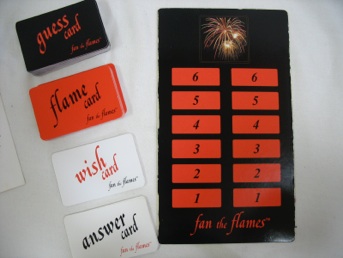 guess
card
fan the flames
flame
card
fan the flames
wish
card
fan the flames
answer
card
fan the flames
6 6
5 5
4 4
3 3
2 2
1 1
fan the flames